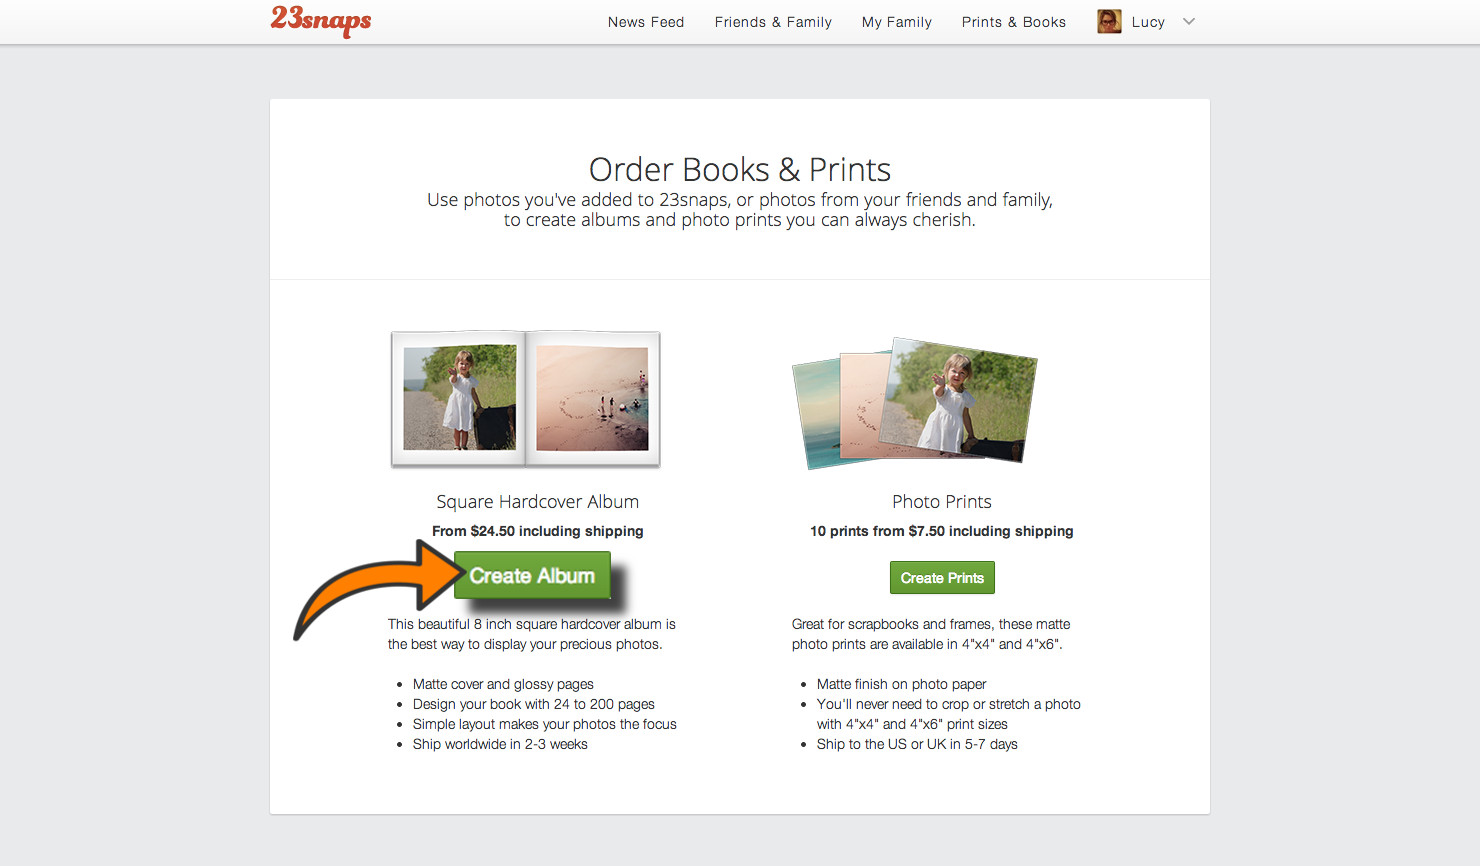 23snaps
News Feed
Friends & Family
My Family
Prints & Books
Lucy
Order Books & Prints
Use photos you've added to 23snaps, or photos from your friends and family,
to create albums and photo prints you can always cherish.
Square Hardcover Album
From $24.50 including shipping
Create Album
This beautiful 8 inch square hardcover album is
the best way to display your precious photos.
Matte cover and glossy pages
Design your book with 24 to 200 pages
Simple layout makes your photos the focus
Ship worldwide in 2-3 weeks
Photo Prints
10 prints from $7.50 including shipping
Create Prints
Great for scrapbooks and frames, these matte
photo prints are available in 4"x4" and 4"x6".
Matte finish on photo paper
You'll never need to crop or stretch a photo
with 4"x4" and 4"x6" print sizes
Ship to the US or UK in 5-7 days